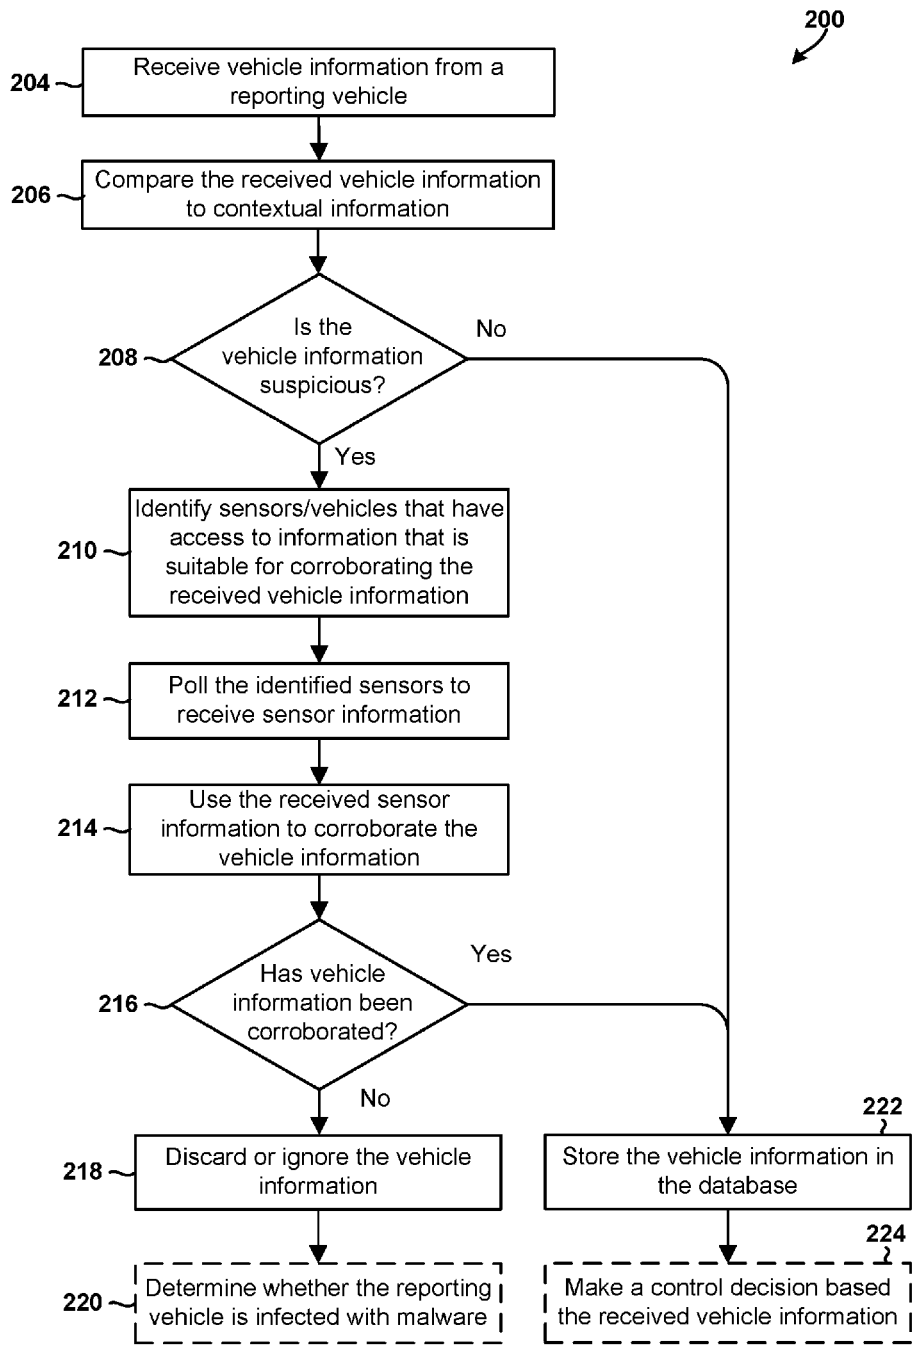 200
204
Receive vehicle information from a
reporting vehicle
206
Compare the received vehicle information
to contextual information
208
Is the
vehicle information
suspicious?
No
Yes
210
Identify sensors/vehicles that have
access to information that is
suitable for corroborating the
received vehicle information
212
Poll the identified sensors to
receive sensor information
214
Use the received sensor
information to corroborate the
vehicle information
216
Has vehicle
information been
corroborated?
Yes
No
218
Discard or ignore the vehicle
information
222
Store the vehicle information in
the database
220
Determine whether the reporting
vehicle is infected with malware
224
Make a control decision based
the received vehicle information